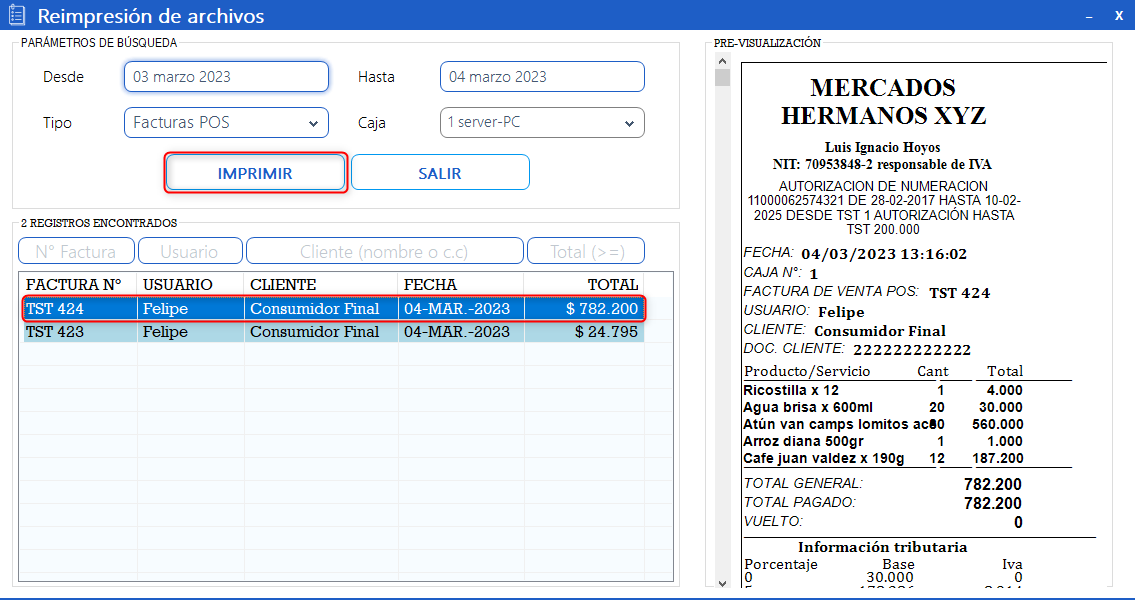 Reimpresión de archivos
PARÁMETROS DE BÚSQUEDA
Desde 03 marzo 2023 Hasta 04 marzo 2023
Tipo Facturas POS Caja 1 server-PC
IMPRIMIR SALIR
2 REGISTROS ENCONTRADOS
N° Factura Usuario Cliente (nombre o c.c) Total (>=)
FACTURA N° USUARIO CLIENTE FECHA TOTAL
TST 424 Felipe Consumidor Final 04-MAR.-2023 $ 782.200
TST 423 Felipe Consumidor Final 04-MAR.-2023 $ 24.795
PRE-VISUALIZACIÓN
MERCADOS
HERMANOS XYZ
Luis Ignacio Hoyos
NIT: 70953848-2 responsable de IVA
AUTORIZACION DE NUMERACION
11000062574321 DE 28-02-2017 HASTA 10-02-
2025 DESDE TST 1 AUTORIZACIÓN HASTA
TST 200.000
FECHA: 04/03/2023 13:16:02
CAJA N°: 1
FACTURA DE VENTA POS: TST 424
USUARIO: Felipe
CLIENTE: Consumidor Final
DOC. CLIENTE: 222222222222
Producto/Servicio Cant Total
Ricostilla x 12 1 4.000
Agua brisa x 600ml 20 30.000
Atún van camps lomitos 560.000
Arroz diana 500gr 1 1.000
Cafe juan valdez x 190g 12 187.200
TOTAL GENERAL: 782.200
TOTAL PAGADO: 782.200
VUELTO: 0
Información tributaria
Porcentaje Base Iva
0 30.000 0